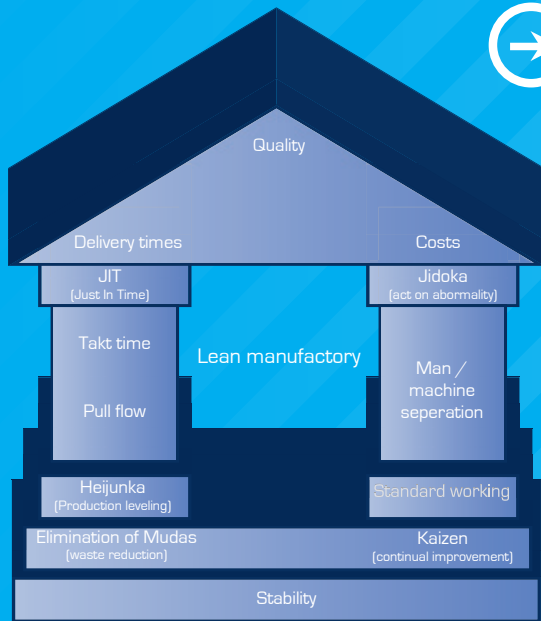 Quality
Delivery times
Costs
JIT
(Just In Time)
Jidoka
(act on abormality)
Takt time
Pull flow
Lean manufactory
Man /
machine
seperation
Heijunka
(Production leveling)
Standard working
Elimination of Mudas
(waste reduction)
Kaizen
(continual improvement)
Stability